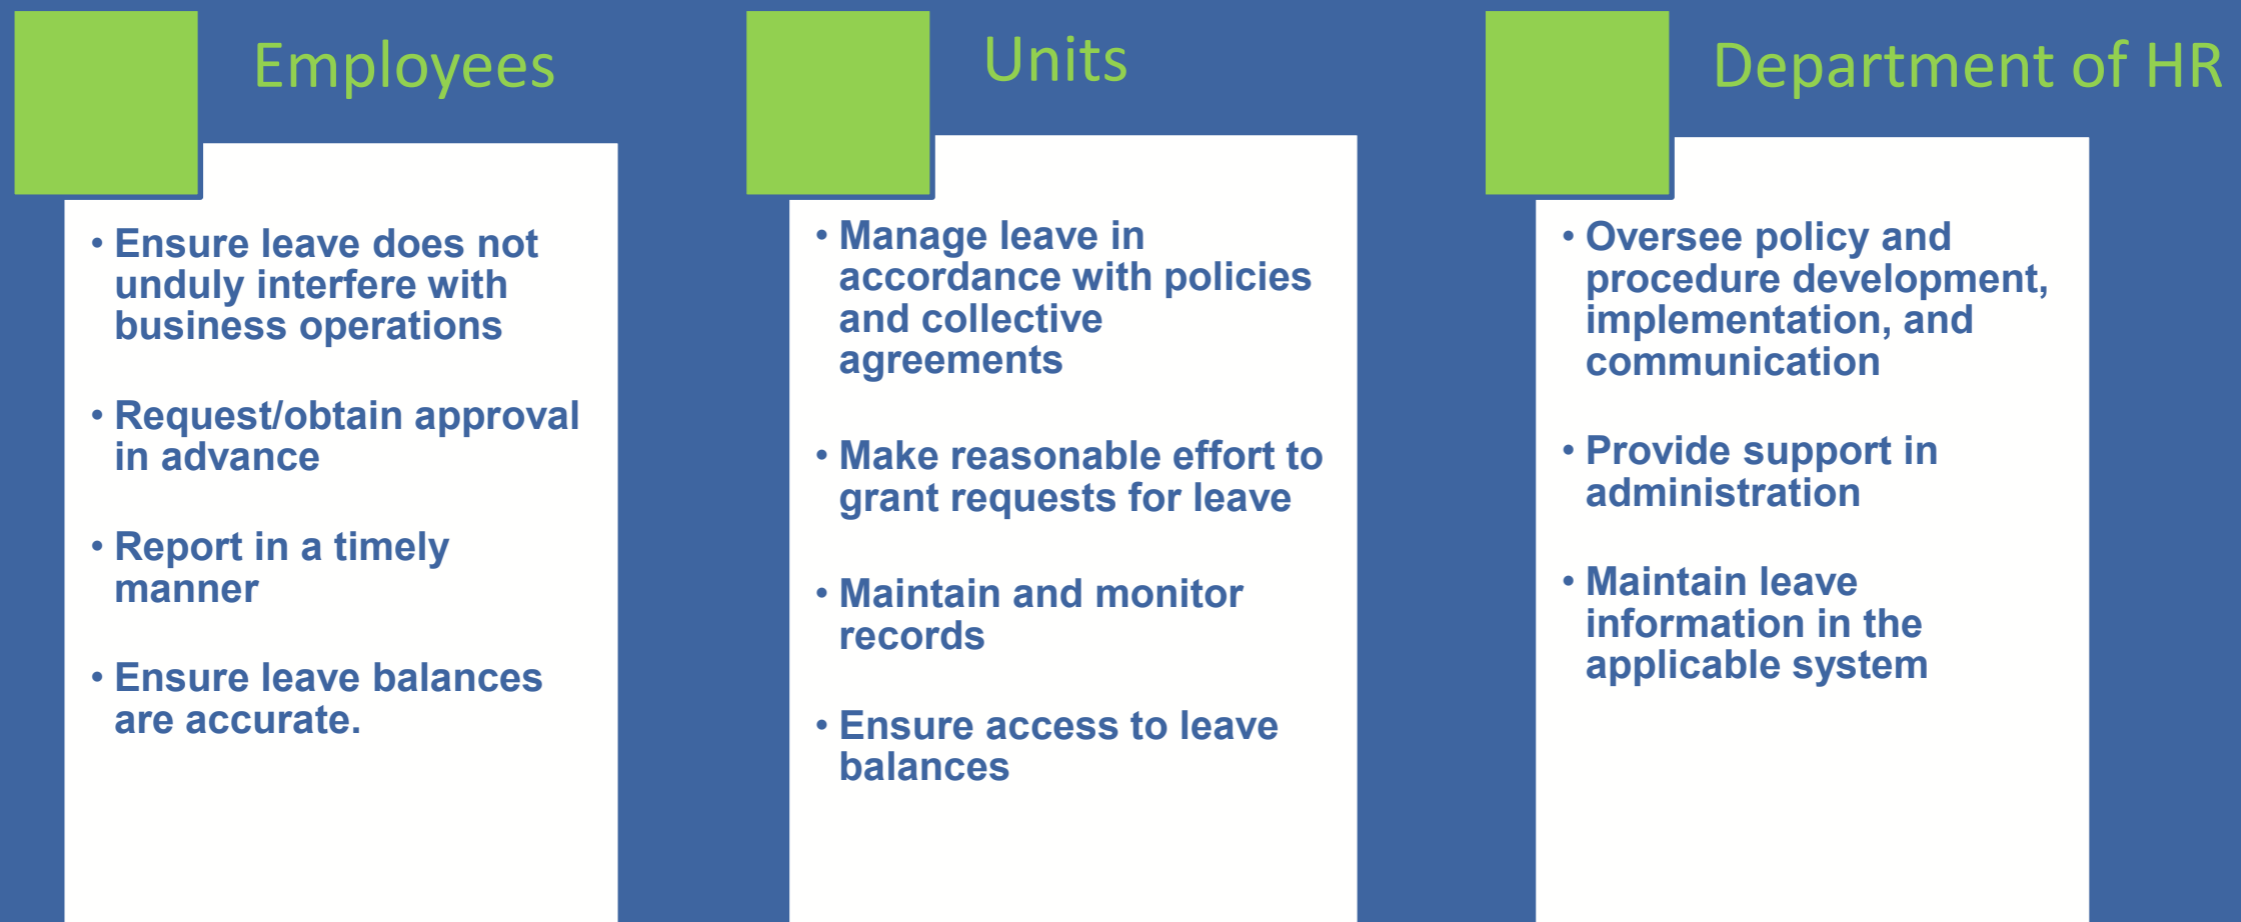 Employees
• Ensure leave does not
unduly interfere with
business operations
• Request/obtain approval
in advance
• Report in a timely
manner
• Ensure leave balances
are accurate.
Units
• Manage leave in
accordance with policies
and collective
agreements
• Make reasonable effort to
grant requests for leave
• Maintain and monitor
records
• Ensure access to leave
balances
Department of HR
• Oversee policy and
procedure development,
implementation, and
communication
• Provide support in
administration
• Maintain leave
information in the
applicable system